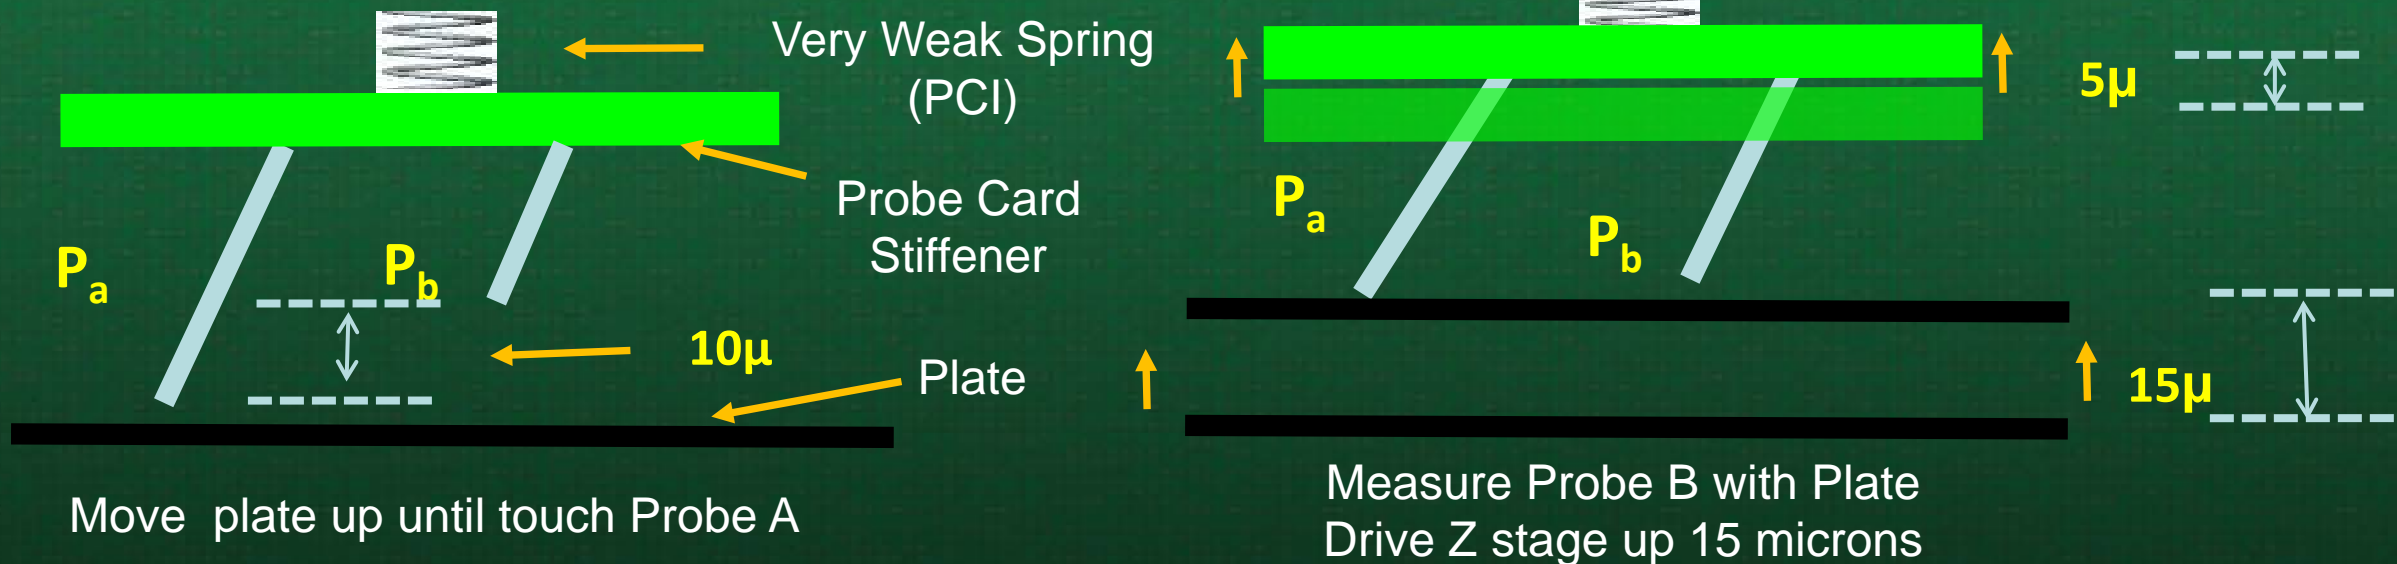 Very Weak Spring
(PCI)
Probe Card
Stiffener
Pa
Pb
10μ
Plate
Move plate up until touch Probe A
5μ
Pa
Pb
15μ
Measure Probe B with Plate
Drive Z stage up 15 microns